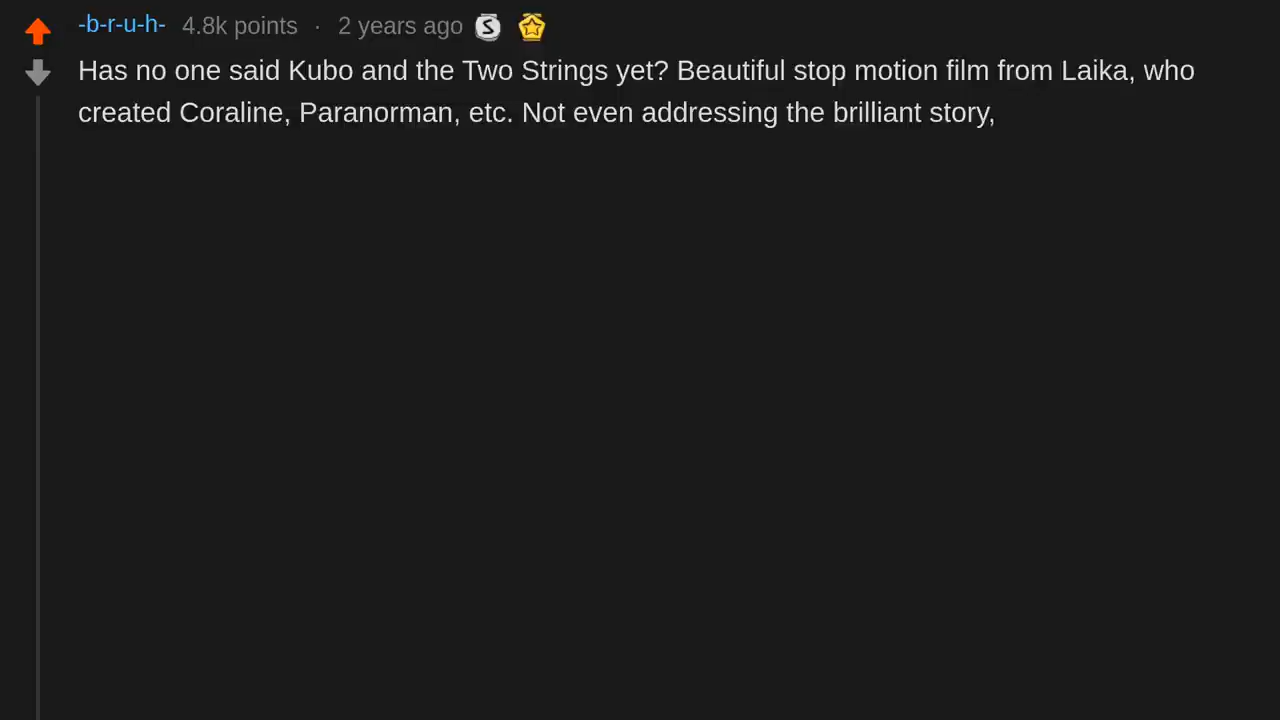 -b-r-u-h- 4.8k points · 2 years ago S
Has no one said Kubo and the Two Strings yet? Beautiful stop motion film from Laika, who
created Coraline, Paranorman, etc. Not even addressing the brilliant story,